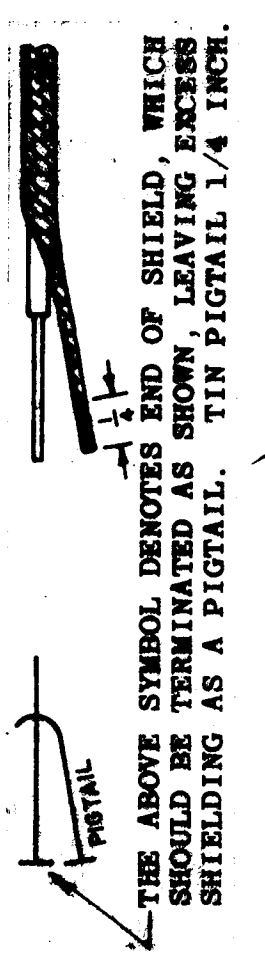 PIGTAIL
1/4
THE ABOVE SYMBOL DENOTES END OF SHIELD, WHICH
SHOULD BE TERMINATED AS SHOWN, LEAVING EXCESS
SHIELDING AS A PIGTAIL. TIN PIGTAIL 1/4 INCH.